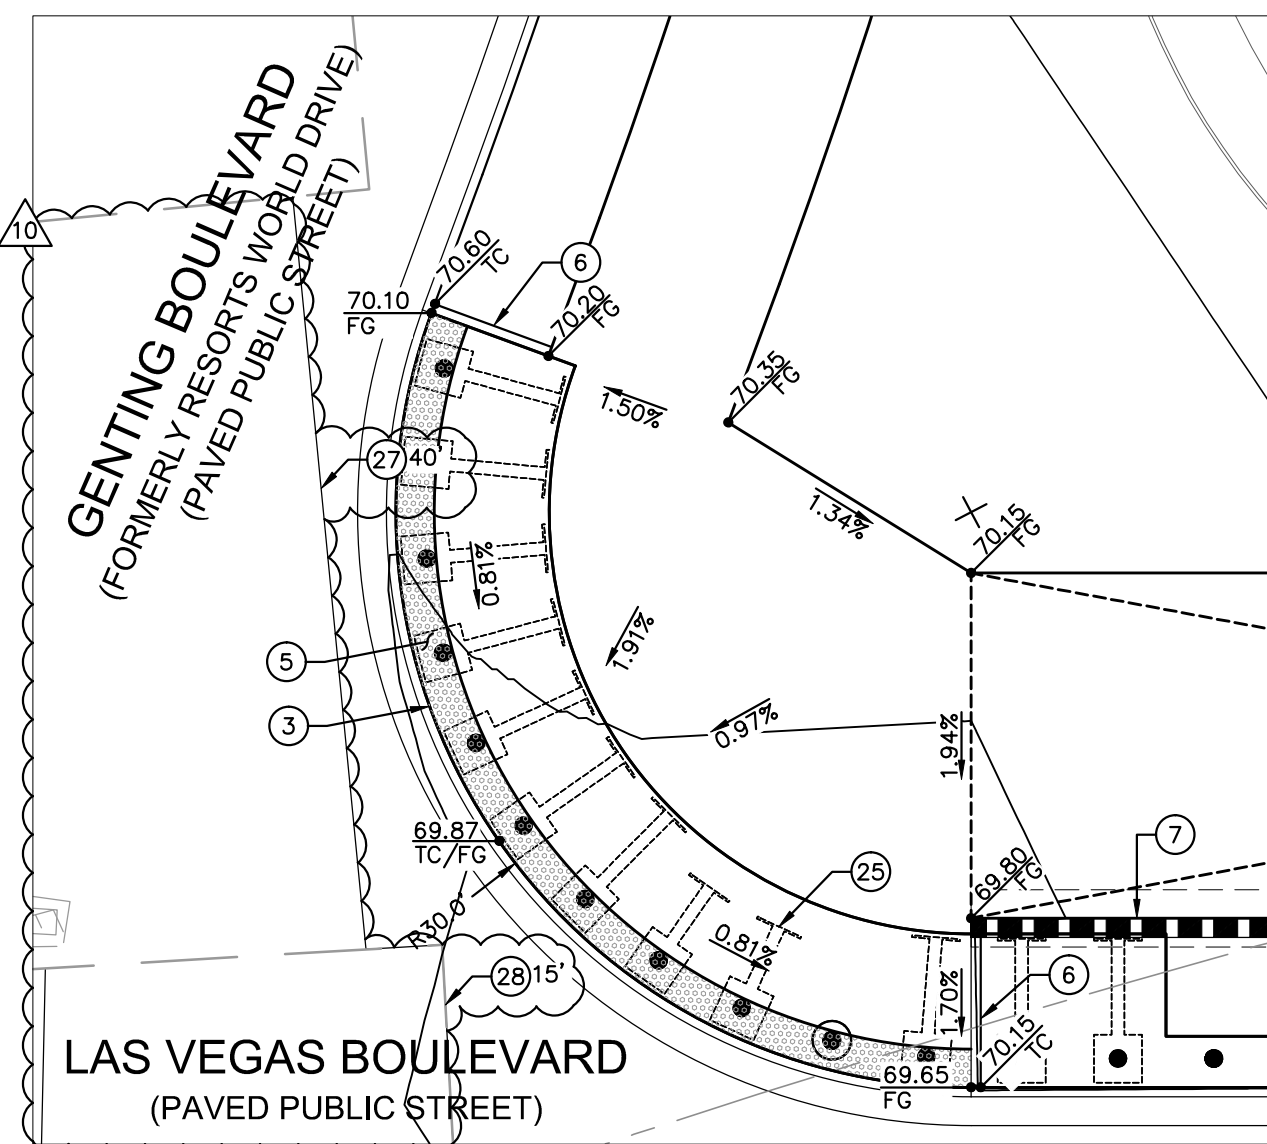 GENTING BOULEVARD
(FORMERLY RESORTS WORLD DRIVE)
(PAVED PUBLIC STREET)
10
70.60
TC
6
70.10
FG
70.20
FG
1.50%
70.35
FG
27 40'
1.34%
70.15
FG
0.81%
1.91%
5
3
0.97%
1.94%
69.87
TC/FG
7
69.80
FG
25
R30.0'
0.81%
28 15'
1.70%
6
70.15
TC
69.65
FG
LAS VEGAS BOULEVARD
(PAVED PUBLIC STREET)